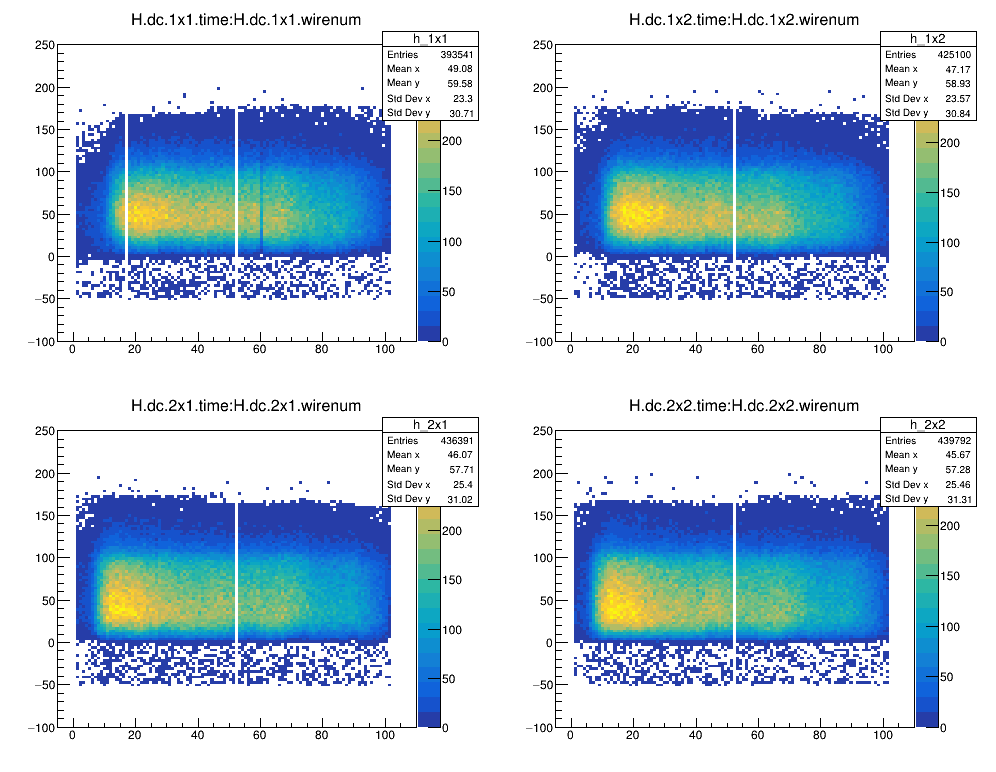 H.dc.1x1.time:H.dc.1x1.wirenum
h_1x1
Entries 393541
Mean x 49.08
Mean y 59.58
Std Dev x 23.3
Std Dev y 30.71
250
200
150
100
50
0
−50
−100
0 20 40 60 80 100
200
150
100
50
0
H.dc.1x2.time:H.dc.1x2.wirenum
h_1x2
Entries 425100
Mean x 47.17
Mean y 58.93
Std Dev x 23.57
Std Dev y 30.84
250
200
150
100
50
0
−50
−100
0 20 40 60 80 100
200
150
100
50
0
H.dc.2x1.time:H.dc.2x1.wirenum
h_2x1
Entries 436391
Mean x 46.07
Mean y 57.71
Std Dev x 25.4
Std Dev y 31.02
250
200
150
100
50
0
−50
−100
0 20 40 60 80 100
200
150
100
50
0
H.dc.2x2.time:H.dc.2x2.wirenum
h_2x2
Entries 439792
Mean x 45.67
Mean y 57.28
Std Dev x 25.46
Std Dev y 31.31
250
200
150
100
50
0
−50
−100
0 20 40 60 80 100
200
150
100
50
0